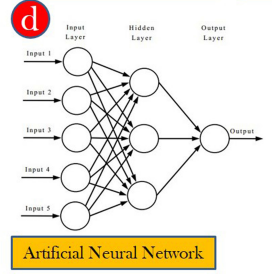 d
Input Hidden Output
Layer Layer Layer
Input 1
Input 2
Input 3
Input 4
Input 5
Output
Artificial Neural Network